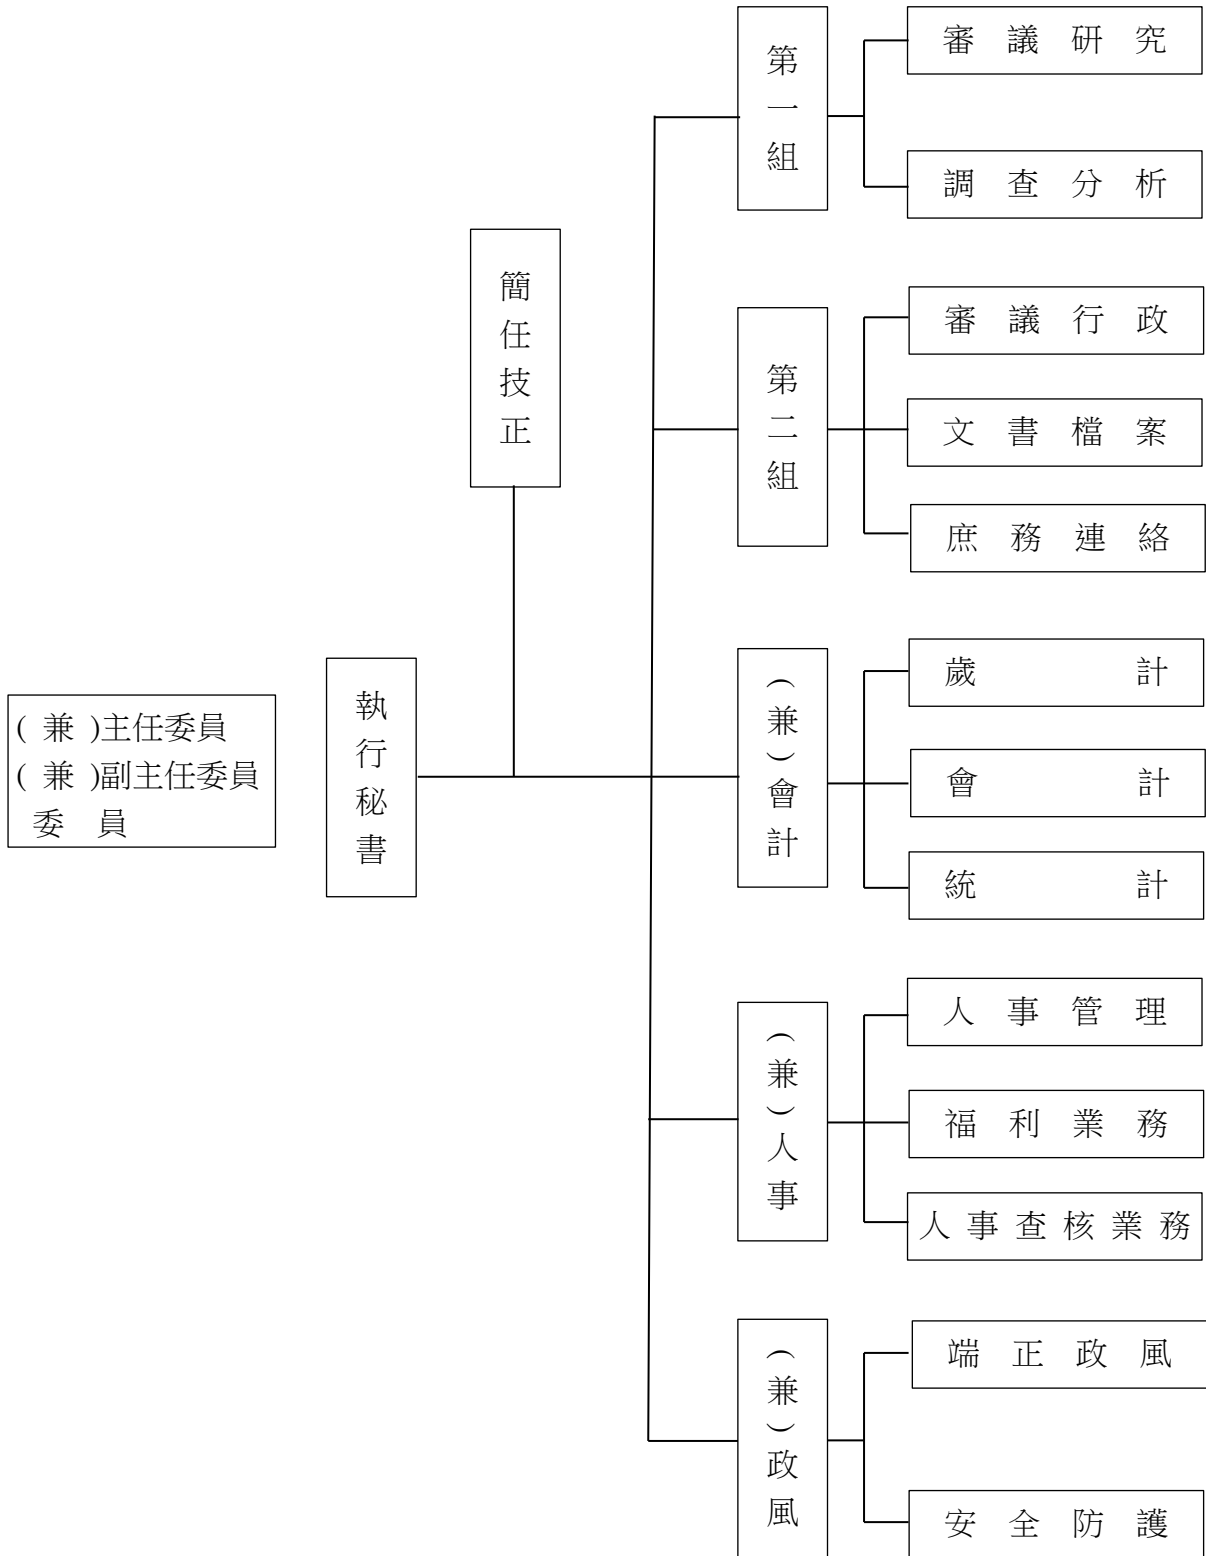 (兼)主任委員
(兼)副主任委員
委員
執行秘書
簡任技正
第一組
審議研究
調查分析
第二組
審議行政
文書檔案
庶務連絡
(兼)會計
歲計
會計
統計
(兼)人事
人事管理
福利業務
人事查核業務
(兼)政風
端正政風
安全防護